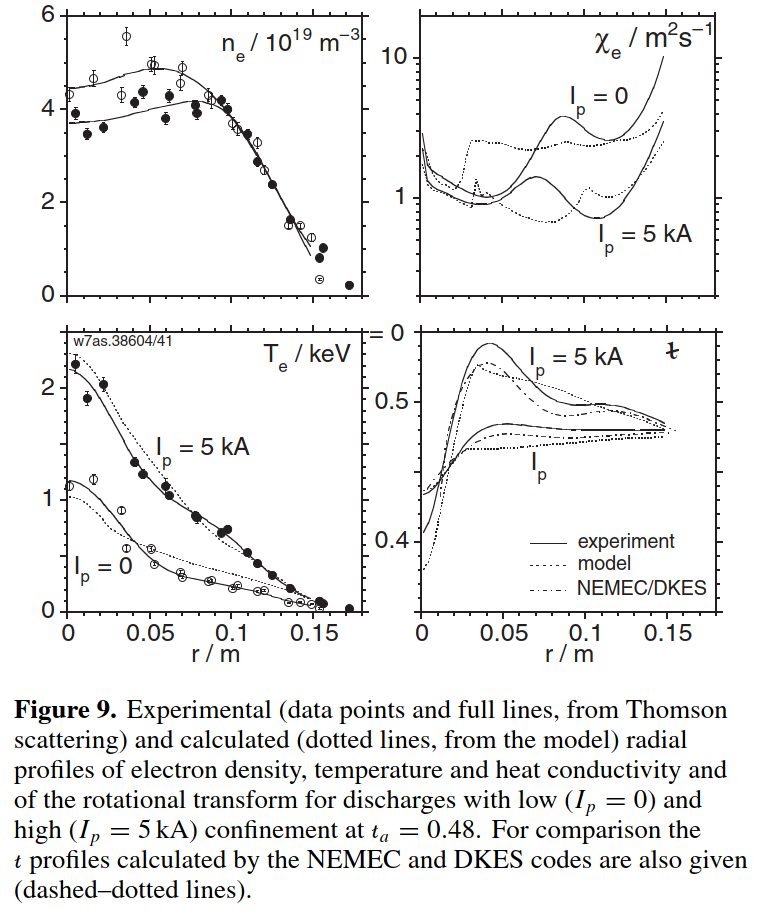 6
n_e / 10^19 m^-3
4
2
0
χ_e / m²s^-1
10
I_p = 0
1
I_p = 5 kA
w7as.38604/41
T_e / keV
2
I_p = 5 kA
1
I_p = 0
0
0 0.05 0.1 0.15
r / m
= 0
I_p = 5 kA
ƭ
0.5
I_p
0.4
experiment
model
NEMEC/DKES
0 0.05 0.1 0.15
r / m
Figure 9. Experimental (data points and full lines, from Thomson
scattering) and calculated (dotted lines, from the model) radial
profiles of electron density, temperature and heat conductivity and
of the rotational transform for discharges with low (I_p = 0) and
high (I_p = 5 kA) confinement at t_a = 0.48. For comparison the
t profiles calculated by the NEMEC and DKES codes are also given
(dashed–dotted lines).